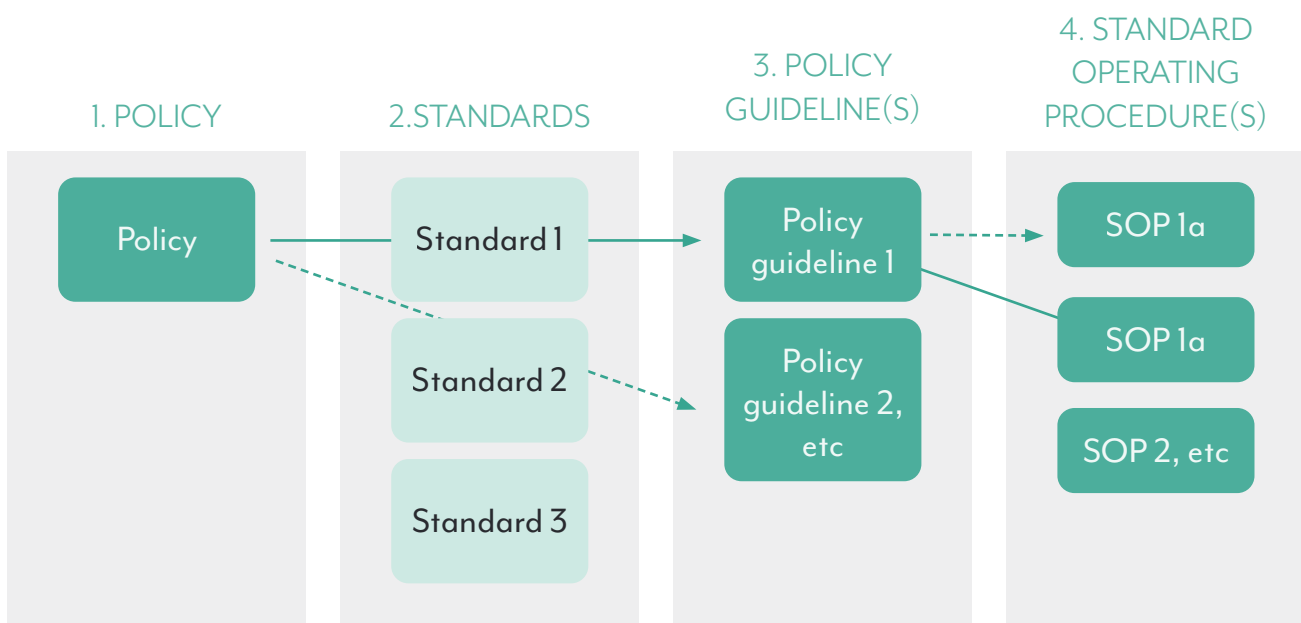 1. POLICY
2.STANDARDS
3. POLICY
GUIDELINE(S)
4. STANDARD
OPERATING
PROCEDURE(S)
Policy
Standard 1
Standard 2
Standard 3
Policy
guideline 1
Policy
guideline 2,
etc
SOP 1a
SOP 1a
SOP 2, etc